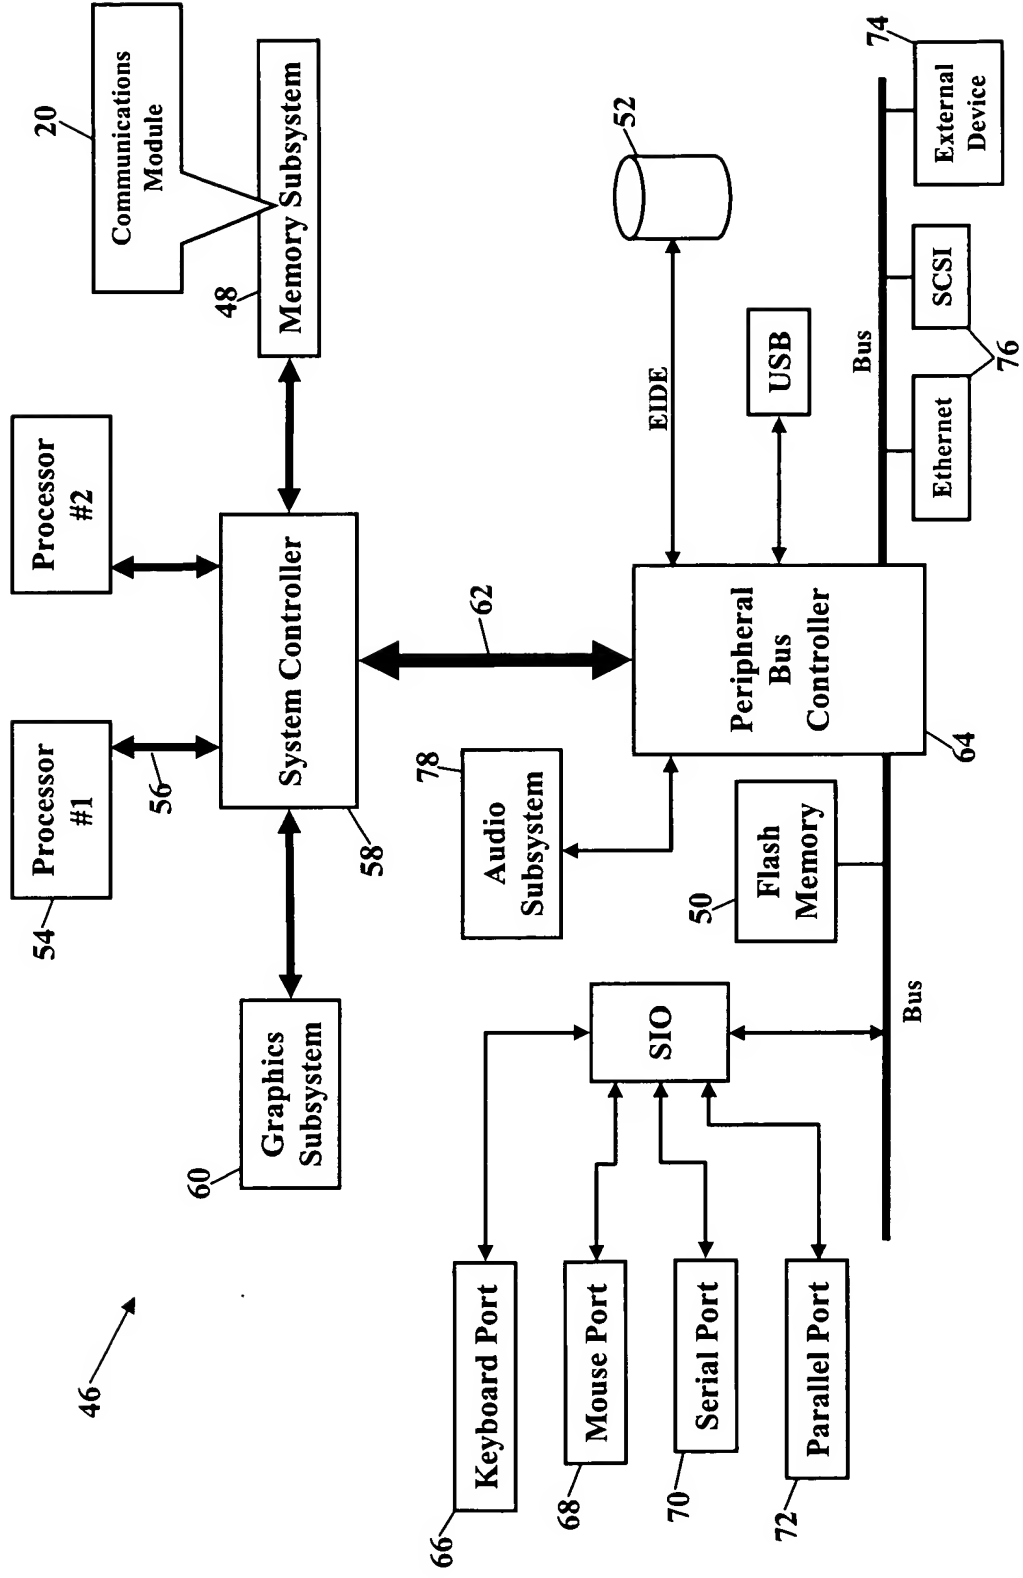 46
54
Processor
#1
56
Processor
#2
20
Communications
Module
60
Graphics
Subsystem
System Controller
58
48
Memory Subsystem
62
66
Keyboard Port
68
Mouse Port
70
Serial Port
72
Parallel Port
SIO
78
Audio
Subsystem
50
Flash
Memory
Peripheral
Bus
Controller
64
EIDE
52
USB
Bus
Bus
Ethernet
SCSI
76
External
Device
74